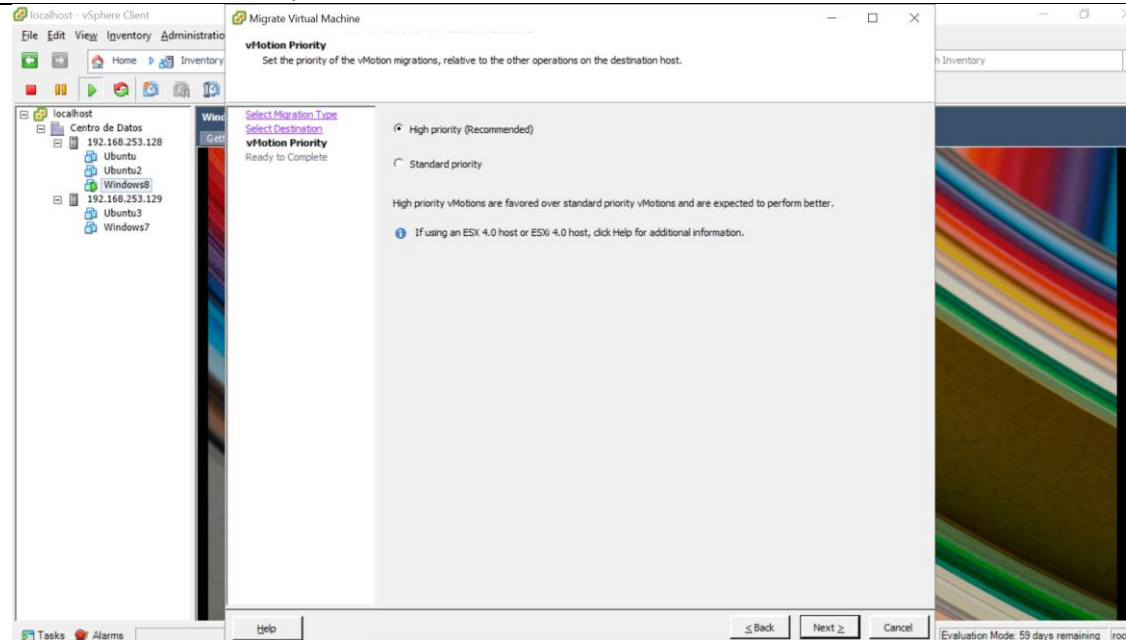 localhost - vSphere Client
Migrate Virtual Machine
File Edit View Inventory Administratio
vMotion Priority
Set the priority of the vMotion migrations, relative to the other operations on the destination host.
Home Inventory
h Inventory
localhost
Centro de Datos
192.168.253.128
Ubuntu
Ubuntu2
Windows8
192.168.253.129
Ubuntu3
Windows7
Wind
Gett
Select Migration Type
Select Destination
vMotion Priority
Ready to Complete
High priority (Recommended)
Standard priority
High priority vMotions are favored over standard priority vMotions and are expected to perform better.
If using an ESX 4.0 host or ESXi 4.0 host, click Help for additional information.
Help
< Back
Next >
Cancel
Tasks Alarms
Evaluation Mode: 59 days remaining roo